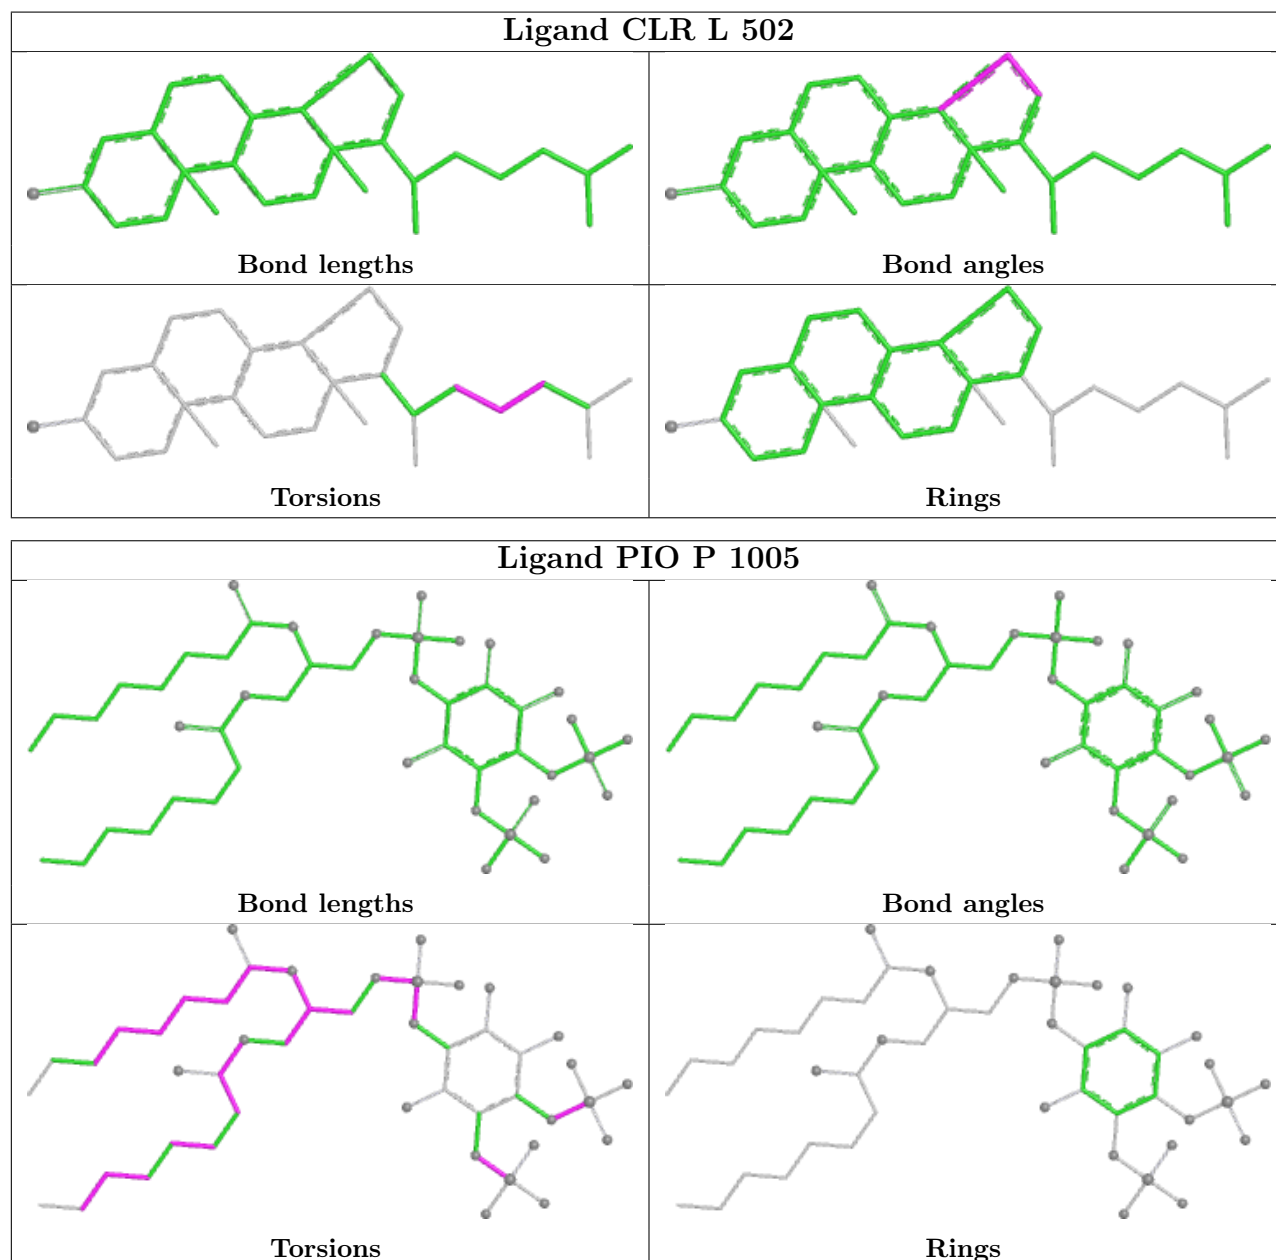 Ligand CLR L 502
Bond lengths
Bond angles
Torsions
Rings
Ligand PIO P 1005
Bond lengths
Bond angles
Torsions
Rings